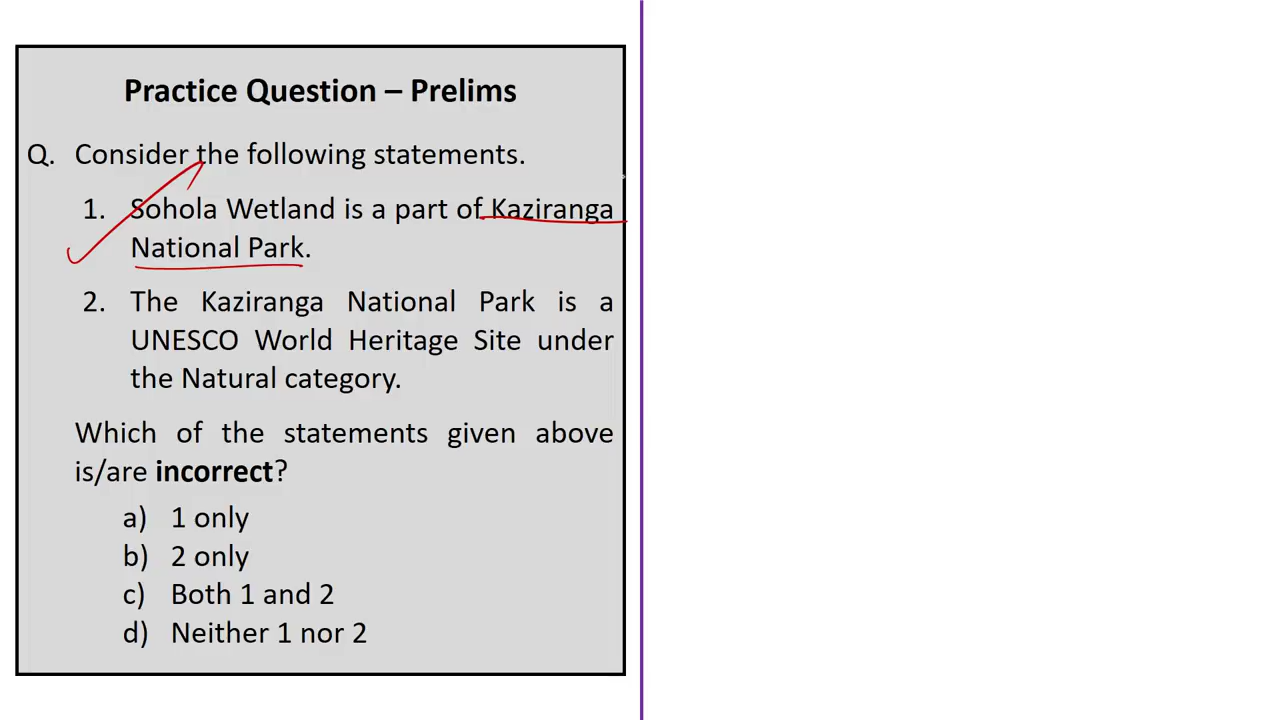 Practice Question – Prelims
Q. Consider the following statements.
1. Sohola Wetland is a part of Kaziranga
National Park.
2. The Kaziranga National Park is a
UNESCO World Heritage Site under
the Natural category.
Which of the statements given above
is/are incorrect?
a) 1 only
b) 2 only
c) Both 1 and 2
d) Neither 1 nor 2